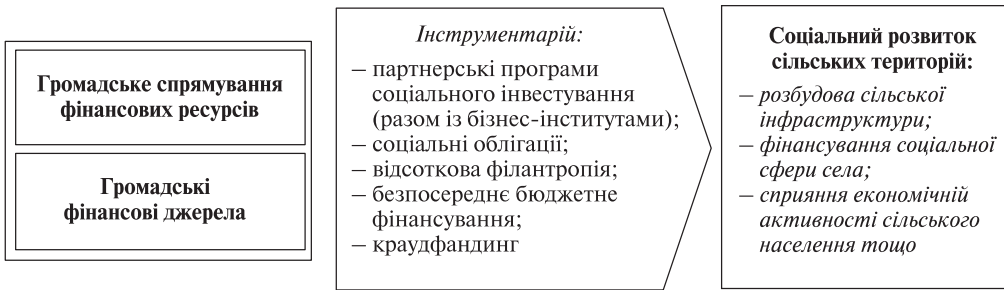 Громадське спрямування
фінансових ресурсів
Громадські
фінансові джерела
Інструментарій:
– партнерські програми
соціального інвестування
(разом із бізнес-інститутами);
– соціальні облігації;
– відсоткова філантропія;
– безпосереднє бюджетне
фінансування;
– краудфандинг
Соціальний розвиток
сільських територій:
– розбудова сільської
інфраструктури;
– фінансування соціальної
сфери села;
– сприяння економічній
активності сільського
населення тощо